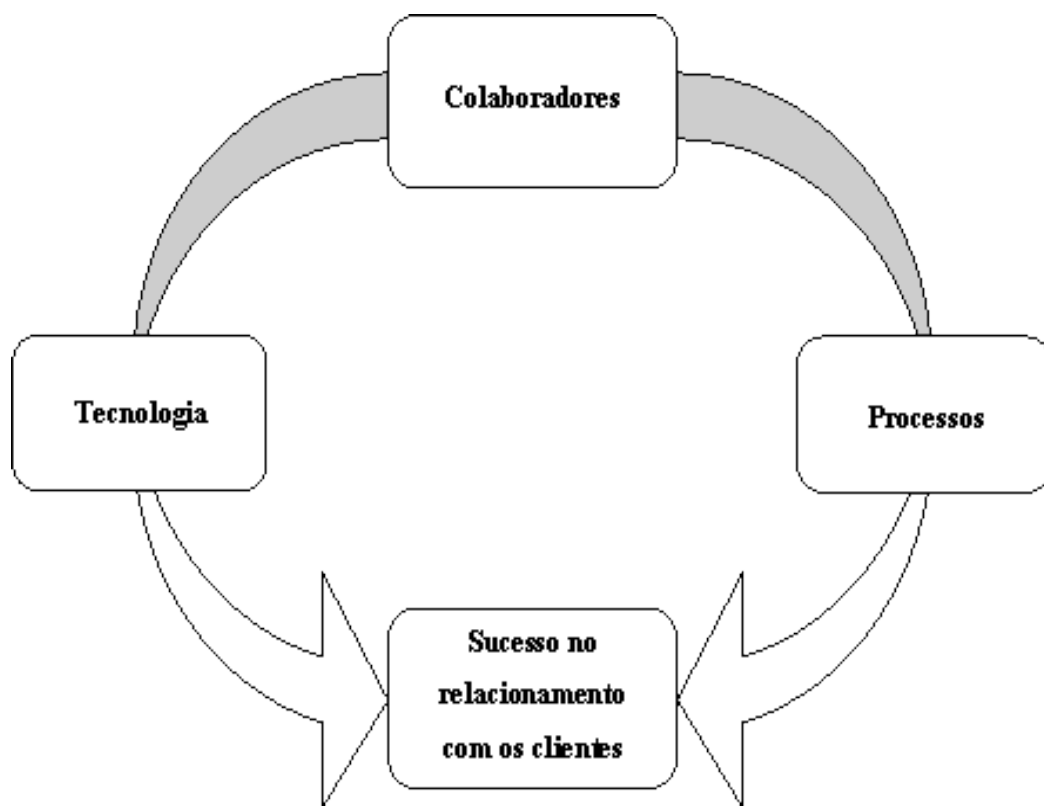 Colaboradores
Tecnologia
Processos
Sucesso no
relacionamento
com os clientes